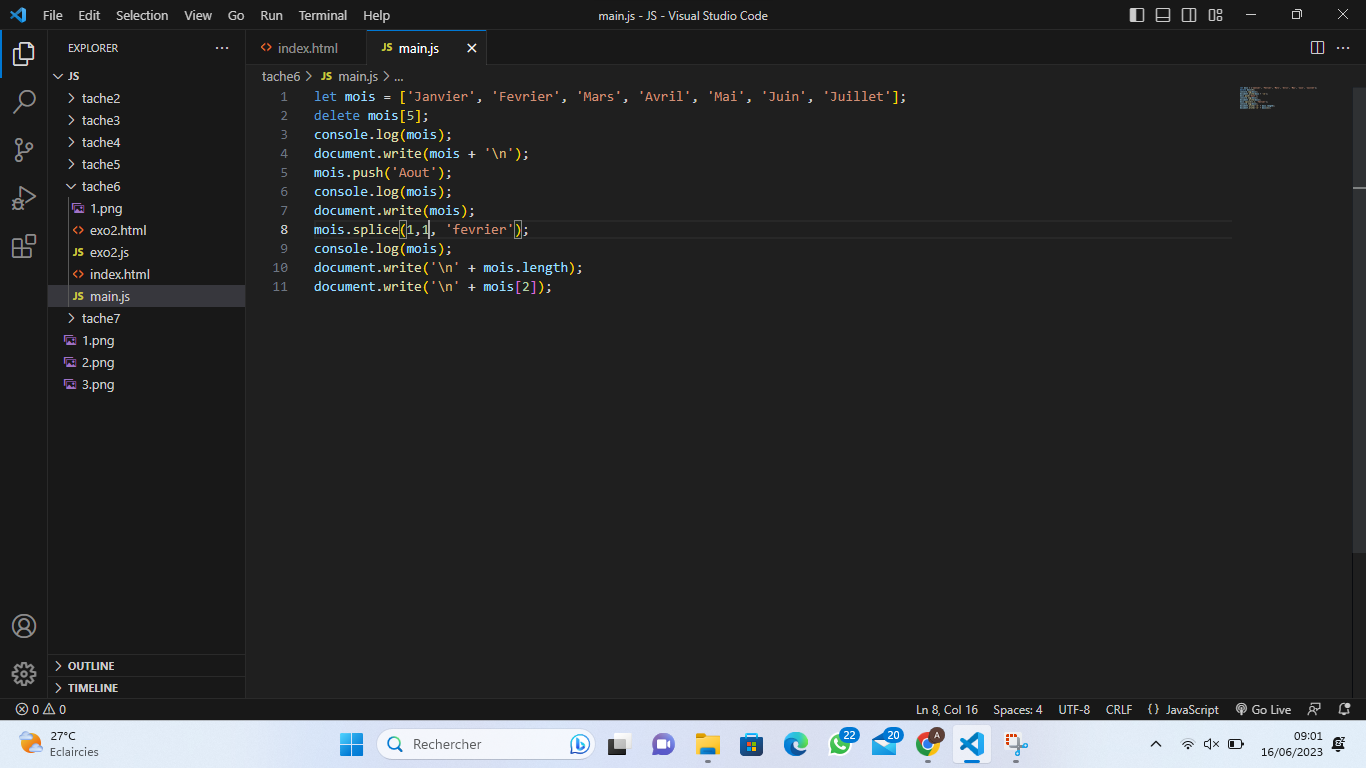 File Edit Selection View Go Run Terminal Help main.js - JS - Visual Studio Code
EXPLORER
JS
tache2
tache3
tache4
tache5
tache6
1.png
exo2.html
JS exo2.js
index.html
JS main.js
tache7
1.png
2.png
3.png
OUTLINE
TIMELINE
index.html JS main.js
tache6 > JS main.js > ...
1 let mois = ['Janvier', 'Fevrier', 'Mars', 'Avril', 'Mai', 'Juin', 'Juillet'];
2 delete mois[5];
3 console.log(mois);
4 document.write(mois + '\n');
5 mois.push('Aout');
6 console.log(mois);
7 document.write(mois);
8 mois.splice(1,1, 'fevrier');
9 console.log(mois);
10 document.write('\n' + mois.length);
11 document.write('\n' + mois[2]);
0 0 Ln 8, Col 16 Spaces: 4 UTF-8 CRLF {} JavaScript Go Live
27°C
Eclaircies
Rechercher
22
20
A
09:01
16/06/2023